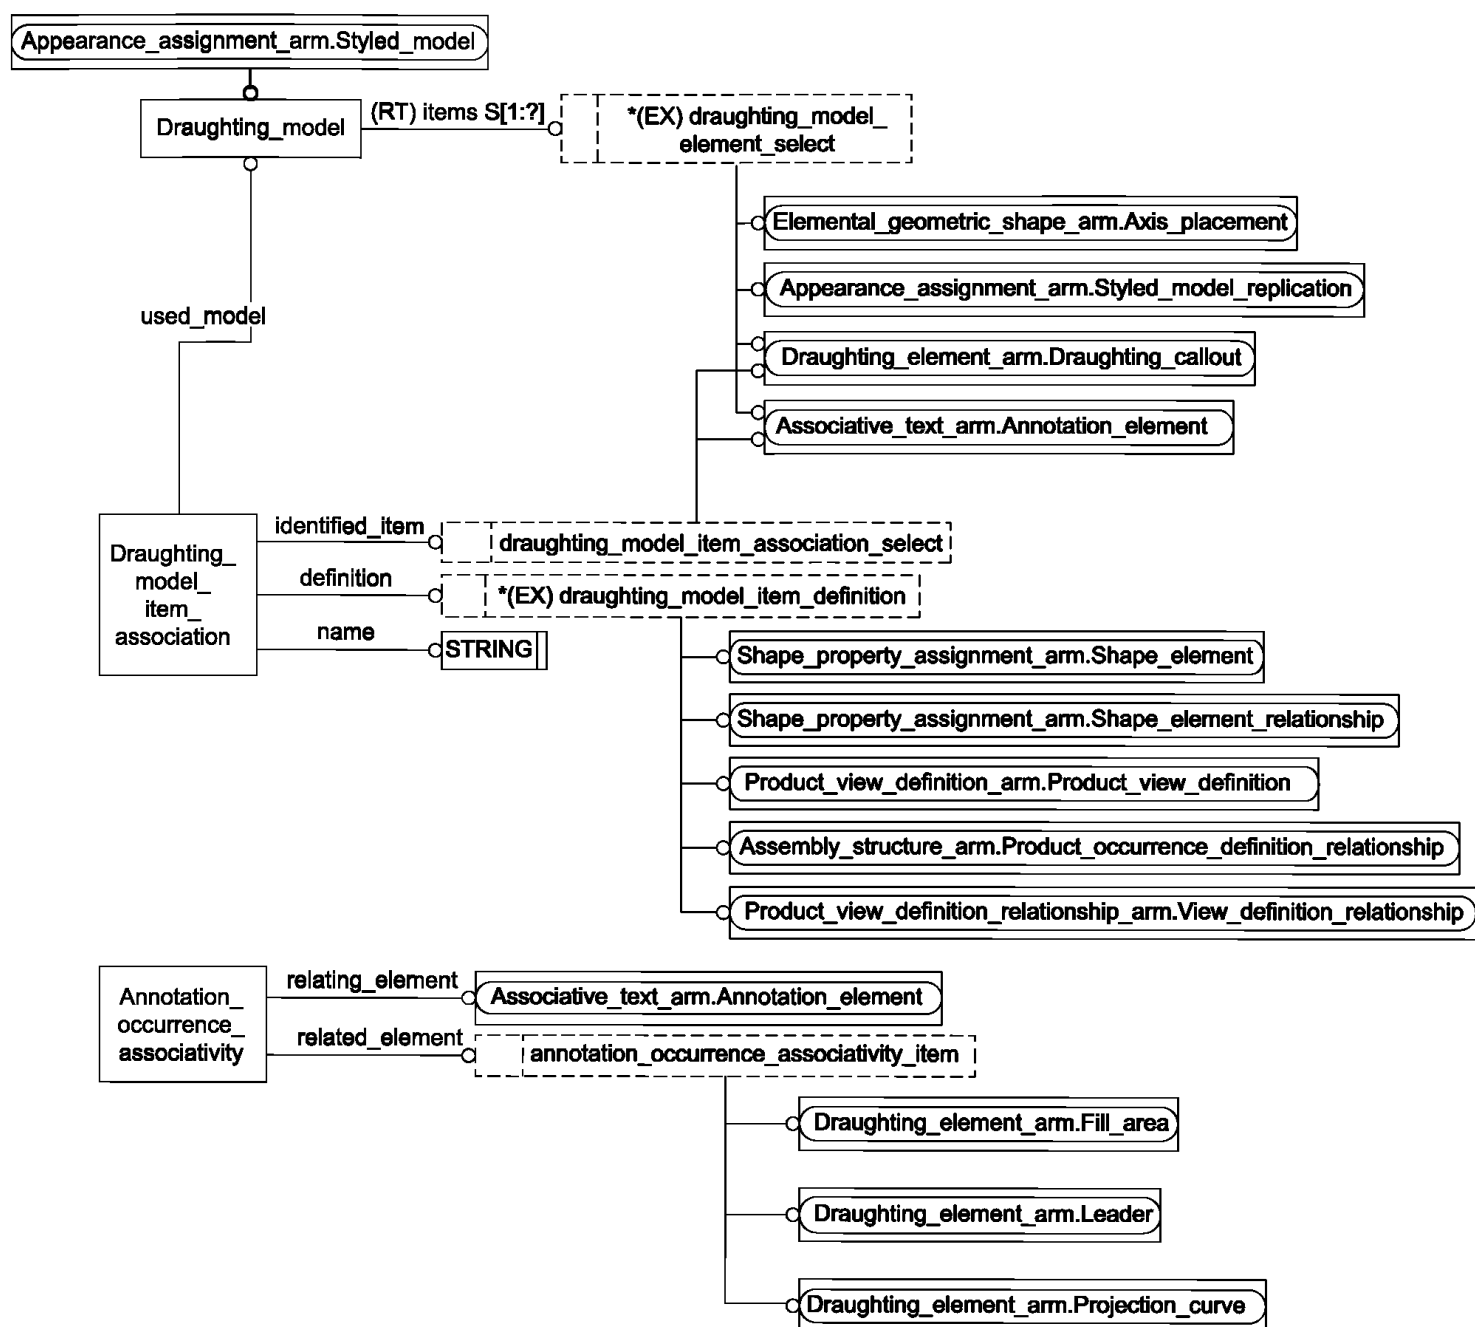 Appearance_assignment_arm.Styled_model
Draughting_model
(RT) items S[1:?]
*(EX) draughting_model_
element_select
Elemental_geometric_shape_arm.Axis_placement
Appearance_assignment_arm.Styled_model_replication
used_model
Draughting_element_arm.Draughting_callout
Associative_text_arm.Annotation_element
Draughting_
model_
item_
association
identified_item
draughting_model_item_association_select
definition
*(EX) draughting_model_item_definition
name
STRING
Shape_property_assignment_arm.Shape_element
Shape_property_assignment_arm.Shape_element_relationship
Product_view_definition_arm.Product_view_definition
Assembly_structure_arm.Product_occurrence_definition_relationship
Product_view_definition_relationship_arm.View_definition_relationship
Annotation_
occurrence_
associativity
relating_element
Associative_text_arm.Annotation_element
related_element
annotation_occurrence_associativity_item
Draughting_element_arm.Fill_area
Draughting_element_arm.Leader
Draughting_element_arm.Projection_curve